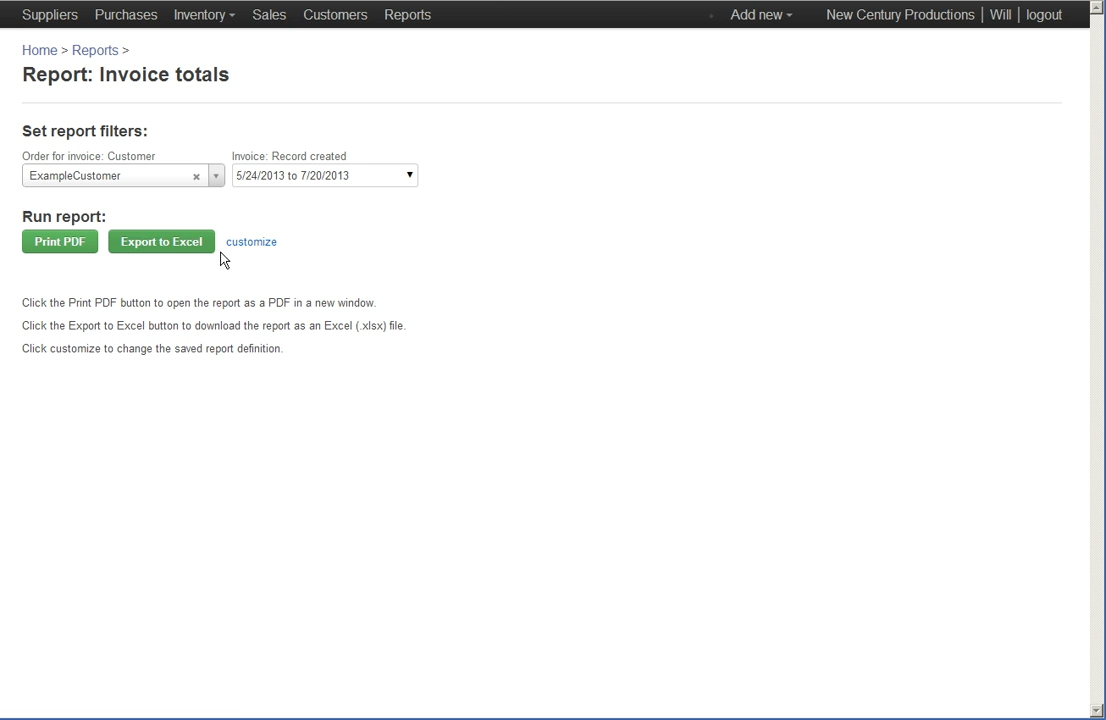 Suppliers Purchases Inventory Sales Customers Reports Add new New Century Productions | Will | logout
Home > Reports >
Report: Invoice totals
Set report filters:
Order for invoice: Customer Invoice: Record created
ExampleCustomer 5/24/2013 to 7/20/2013
Run report:
Print PDF Export to Excel customize
Click the Print PDF button to open the report as a PDF in a new window.
Click the Export to Excel button to download the report as an Excel (.xlsx) file.
Click customize to change the saved report definition.